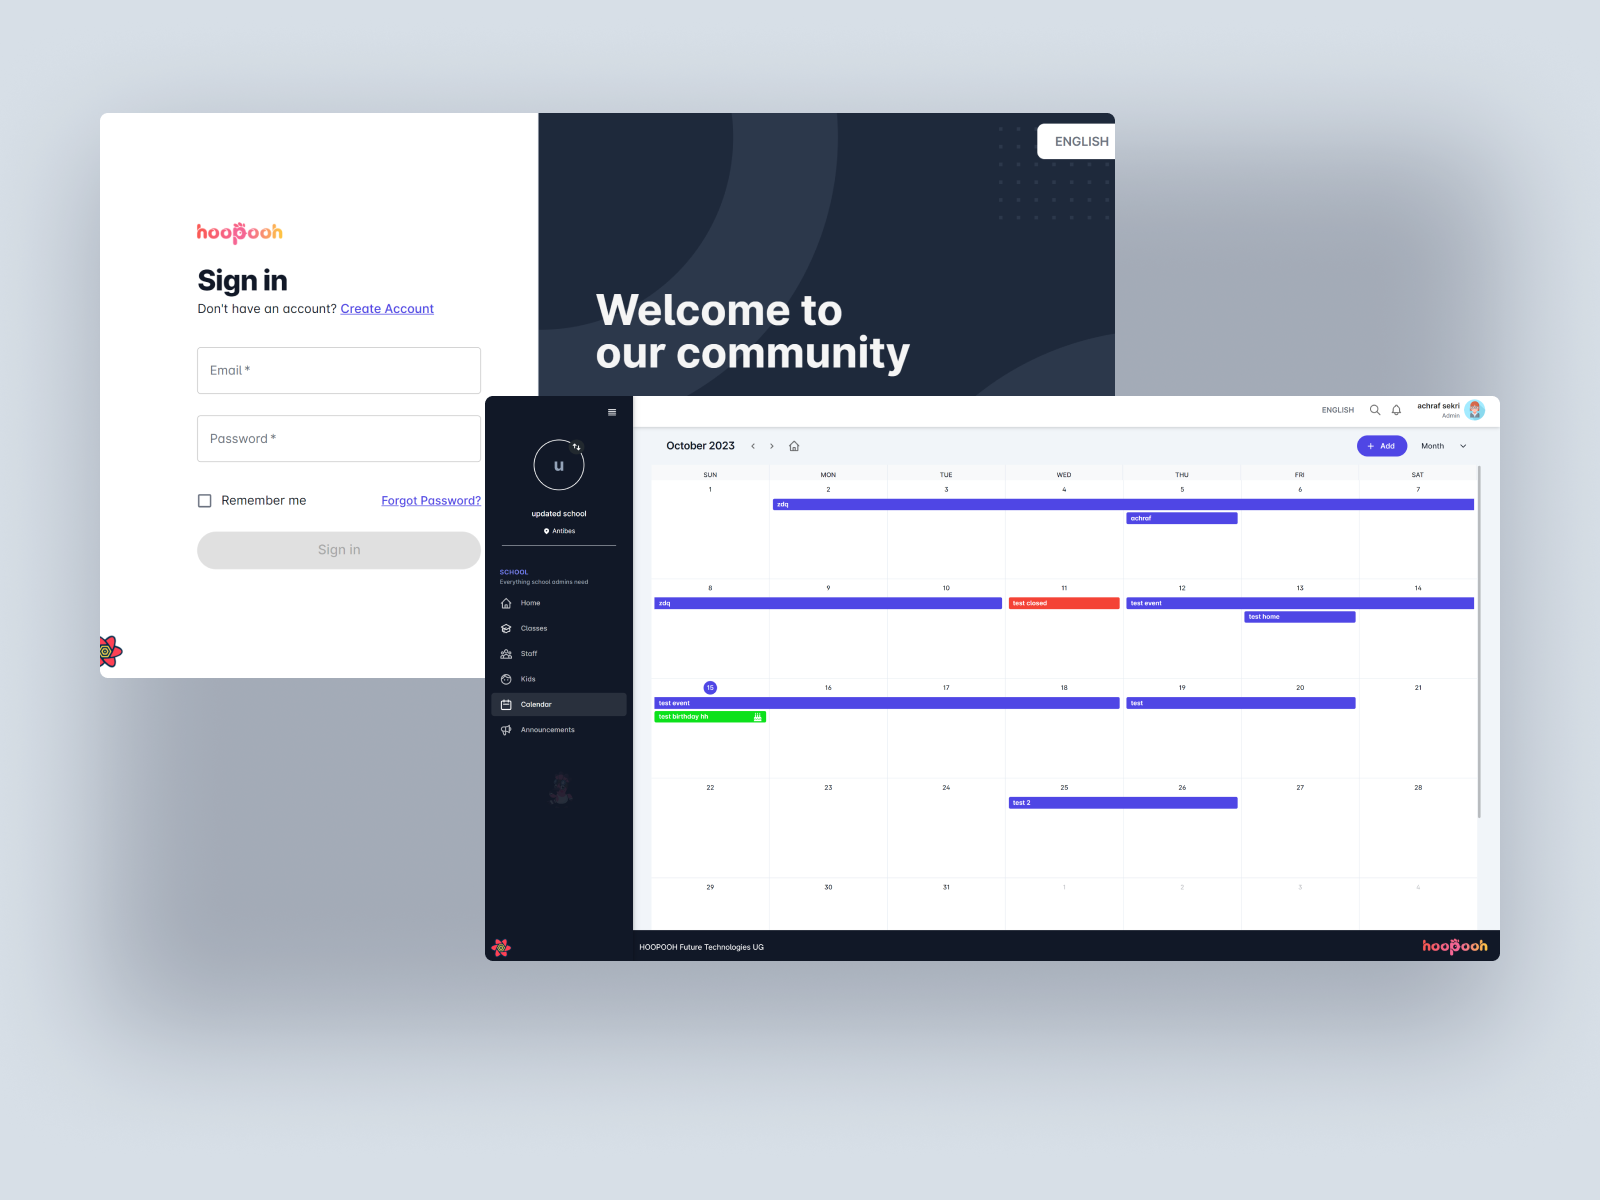 hoopooh
Sign in
Don't have an account? Create Account
Email *
Password *
Remember me
Forgot Password?
Sign in
ENGLISH
Welcome to
our community
u
updated school
Antibes
SCHOOL
Everything school admins need
Home
Classes
Staff
Kids
Calendar
Announcements
ENGLISH
achraf sekri
Admin
October 2023
+ Add
Month
SUN MON TUE WED THU FRI SAT
1 2 3 4 5 6 7
zdq
achraf
8 9 10 11 12 13 14
zdq test closed test event
test home
15 16 17 18 19 20 21
test event test
test birthday hh
22 23 24 25 26 27 28
test 2
29 30 31 1 2 3 4
HOOPOOH Future Technologies UG
hoopooh